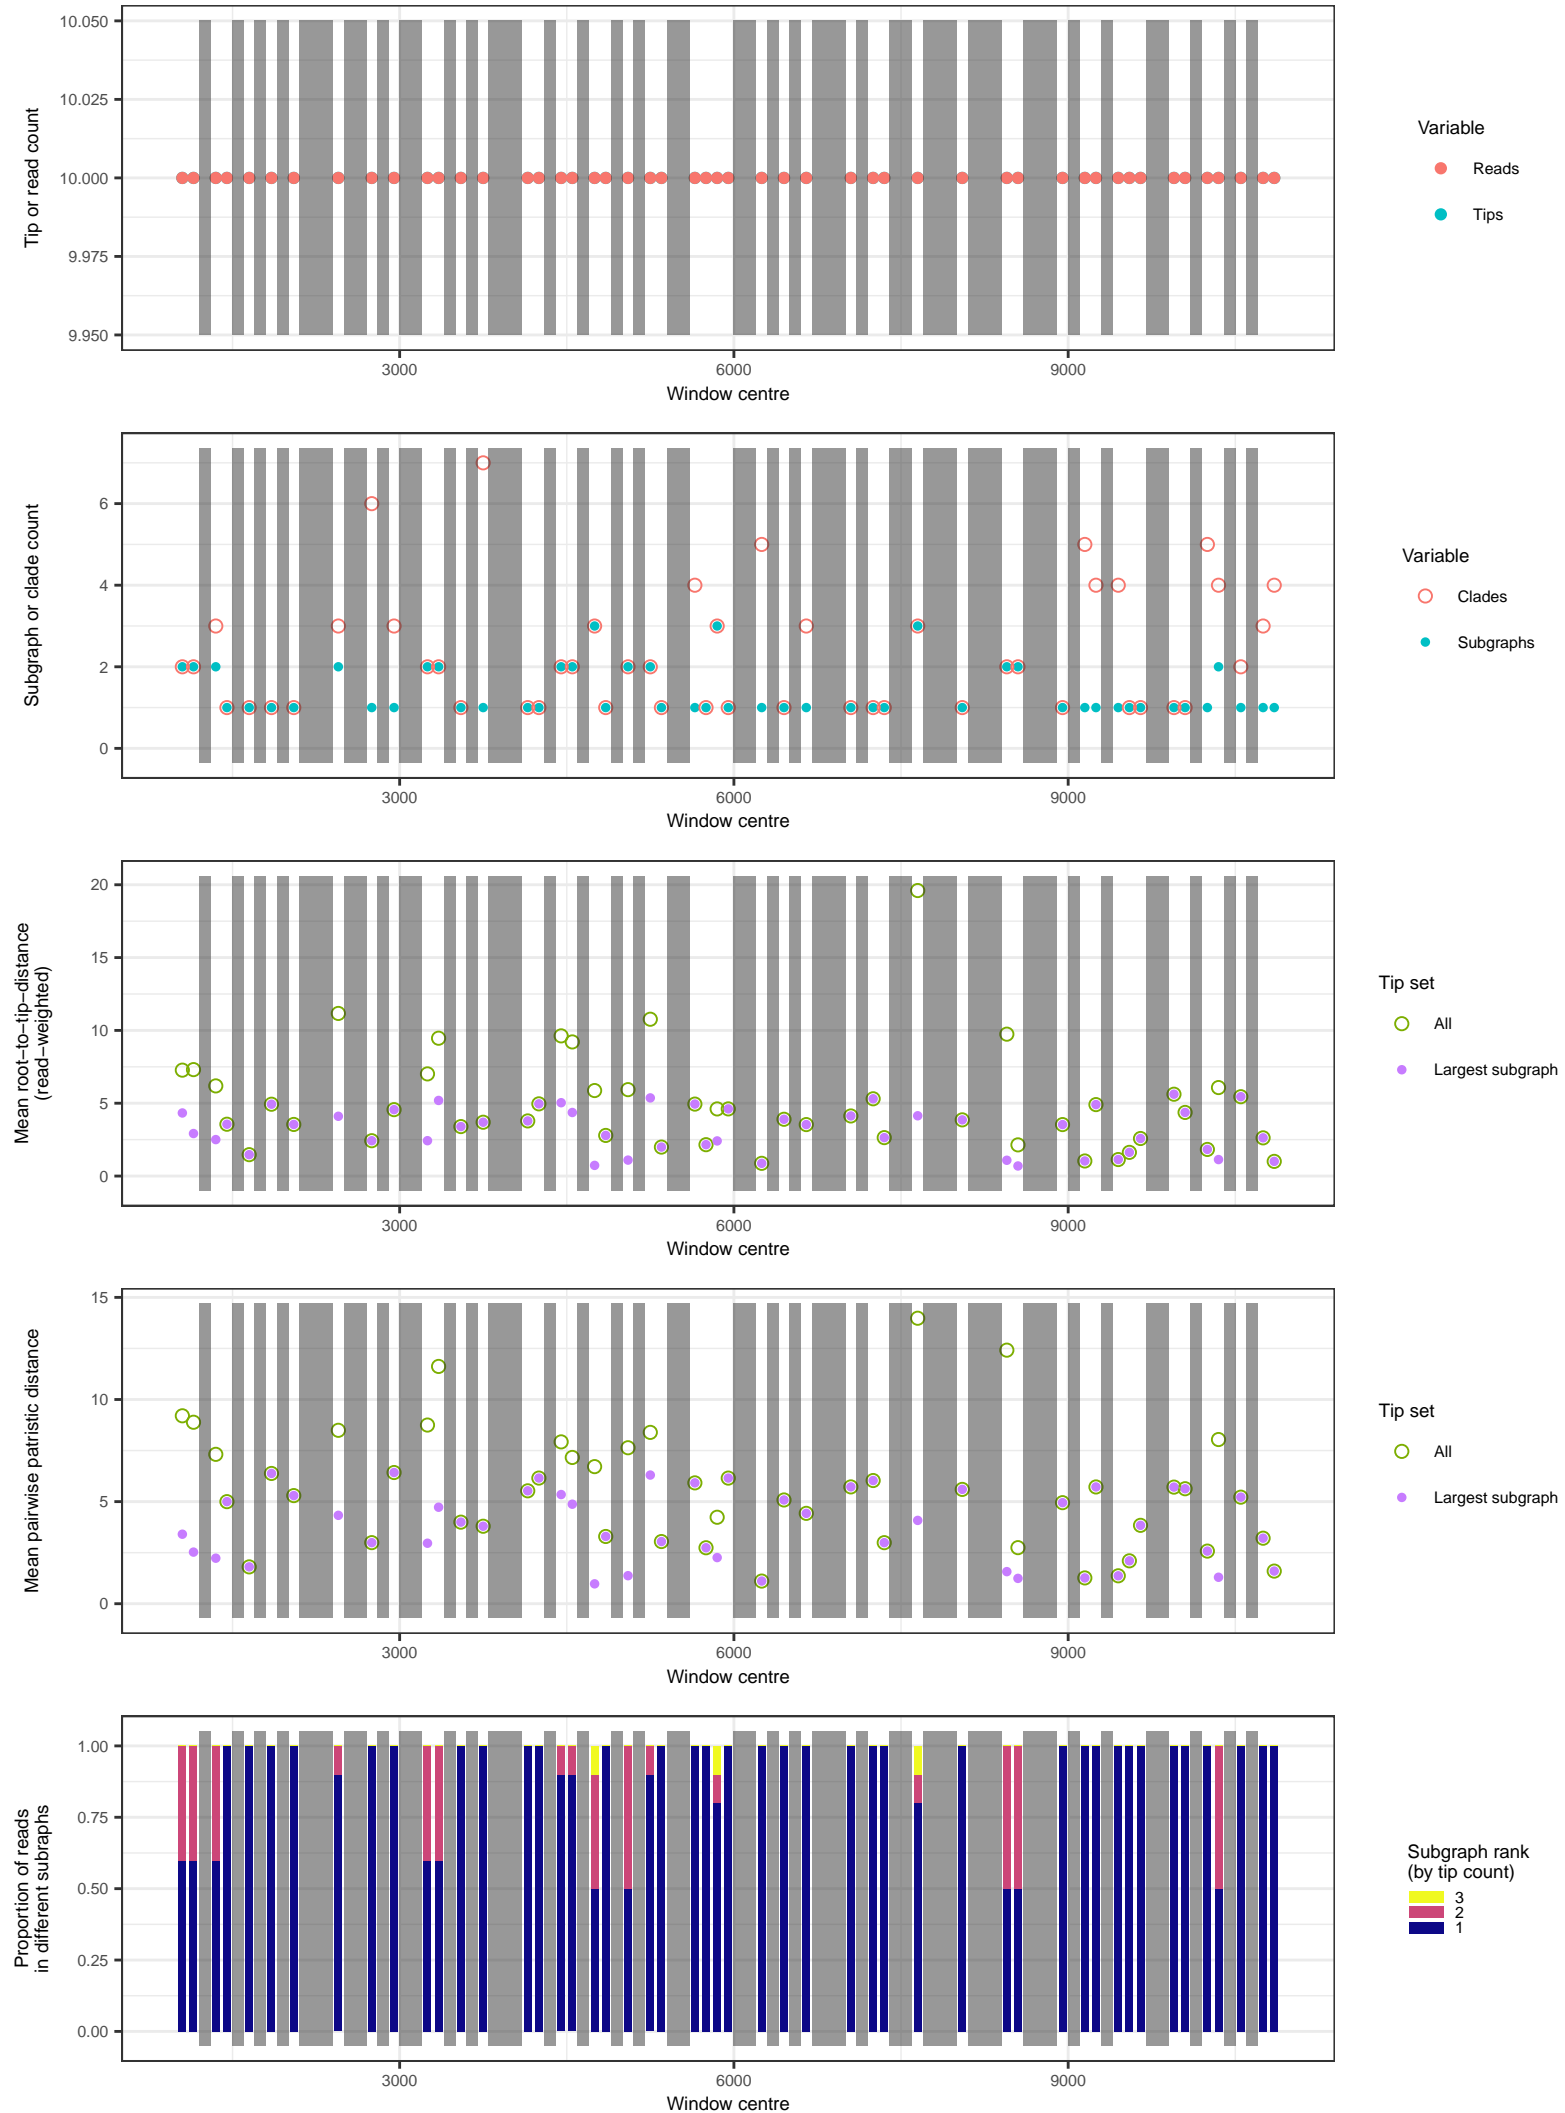 10.050
10.025
10.000
9.975
9.950
Tip or read count
3000
6000
9000
Window centre
Variable
Reads
Tips
6
4
2
0
Subgraph or clade count
3000
6000
9000
Window centre
Variable
Clades
Subgraphs
20
15
10
5
0
Mean root−to−tip−distance
(read−weighted)
3000
6000
9000
Window centre
Tip set
All
Largest subgraph
15
10
5
0
Mean pairwise patristic distance
3000
6000
9000
Window centre
Tip set
All
Largest subgraph
1.00
0.75
0.50
0.25
0.00
Proportion of reads
in different subraphs
3000
6000
9000
Window centre
Subgraph rank
(by tip count)
3
2
1